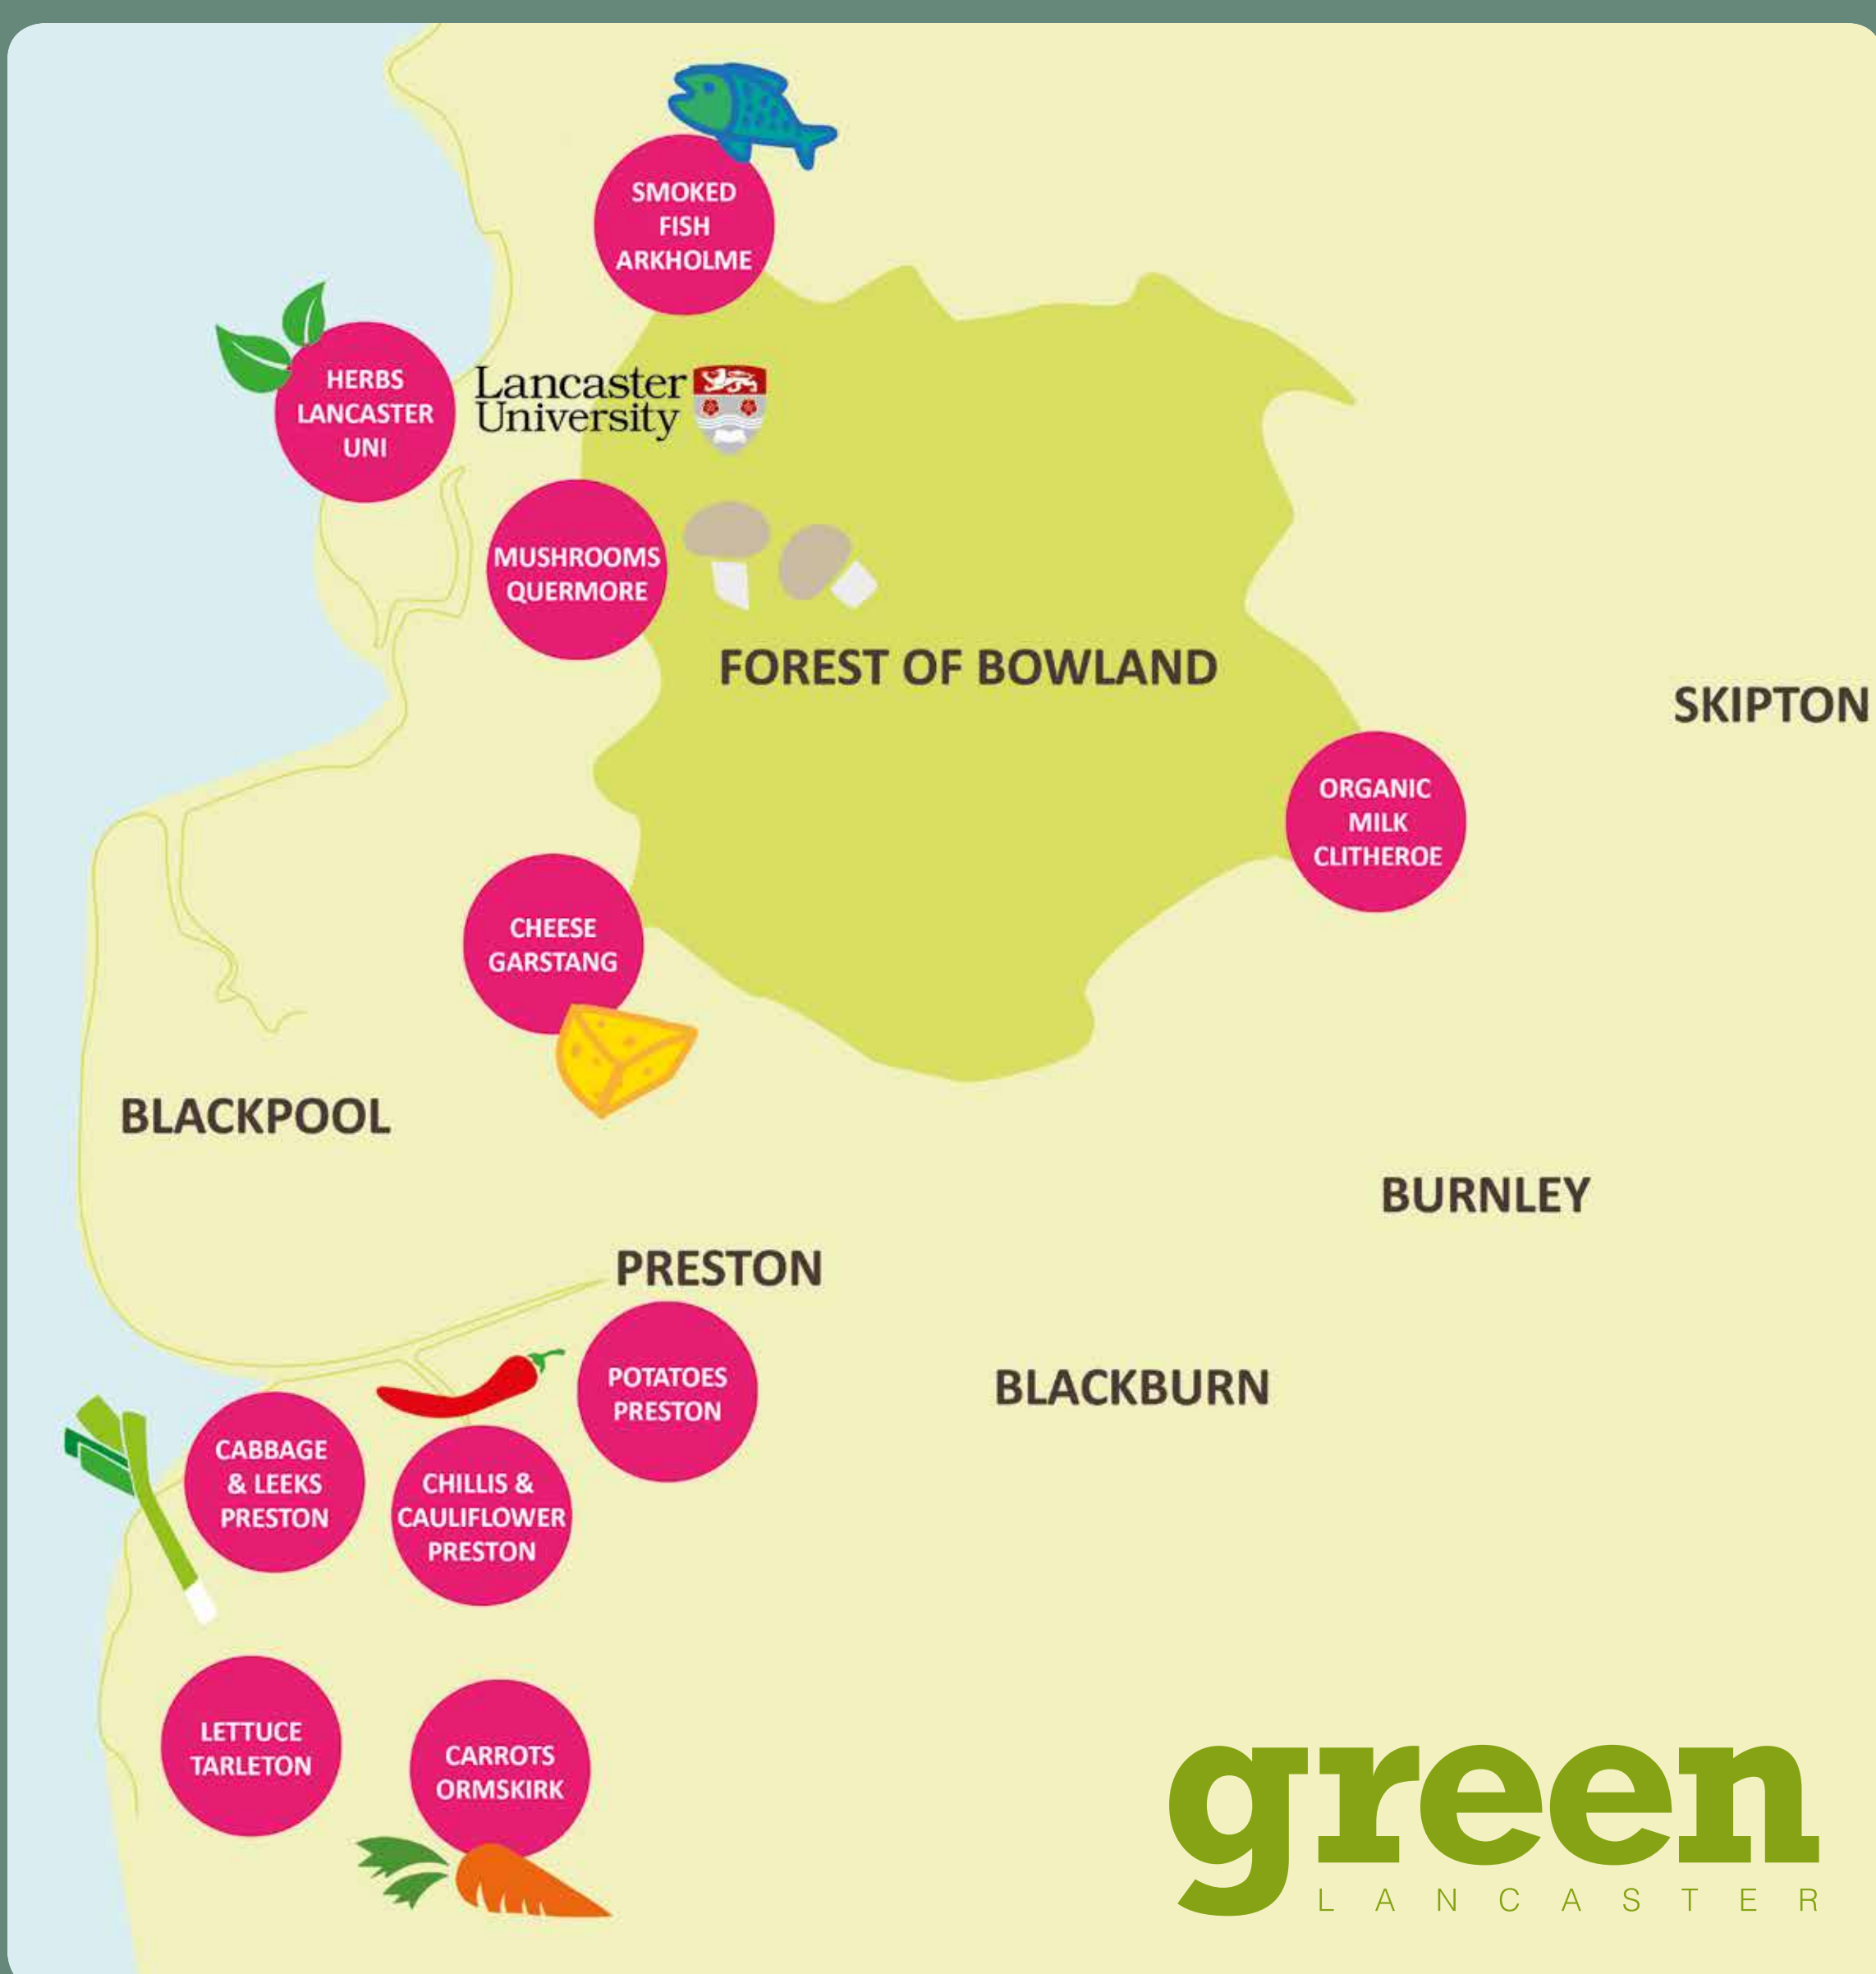 SMOKED
FISH
ARKHOLME
HERBS
LANCASTER
UNI
Lancaster
University
MUSHROOMS
QUERMORE
FOREST OF BOWLAND
SKIPTON
ORGANIC
MILK
CLITHEROE
CHEESE
GARSTANG
BLACKPOOL
BURNLEY
PRESTON
POTATOES
PRESTON
BLACKBURN
CABBAGE
& LEEKS
PRESTON
CHILLIS &
CAULIFLOWER
PRESTON
LETTUCE
TARLETON
CARROTS
ORMSKIRK
green
LANCASTER